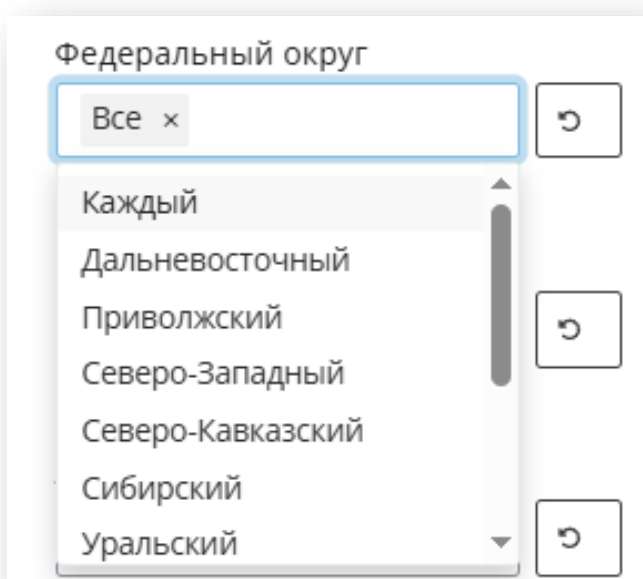 Федеральный округ
Все ×
Каждый
Дальневосточный
Приволжский
Северо-Западный
Северо-Кавказский
Сибирский
Уральский